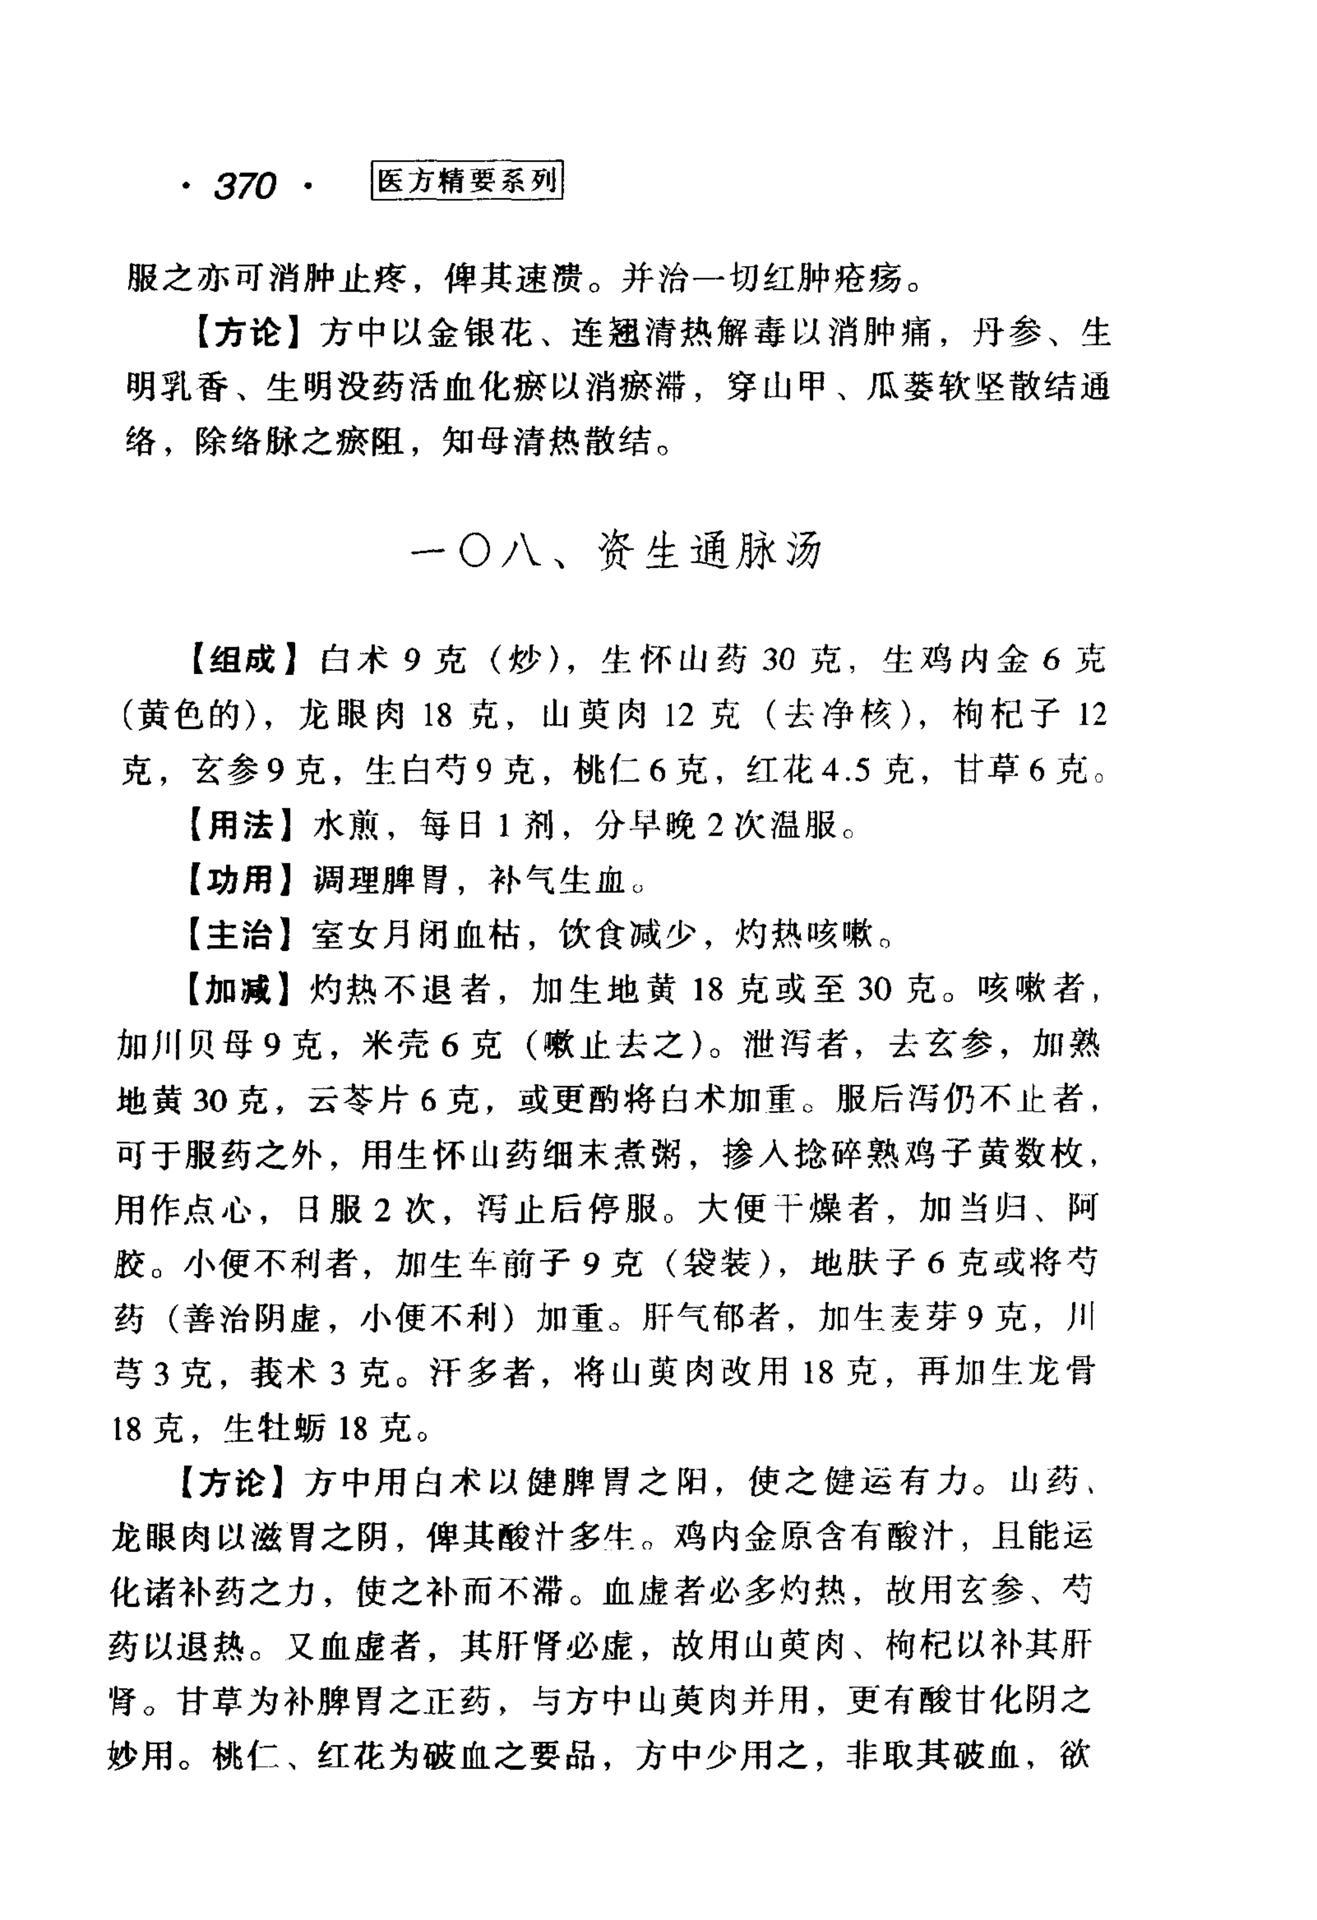 · 370 · 医方精要系列
服之亦可消肿止疼，俾其速溃。并治一切红肿疮疡。
【方论】方中以金银花、连翘清热解毒以消肿痛，丹参、生
明乳香、生明没药活血化瘀以消瘀滞，穿山甲、瓜蒌软坚散结通
络，除络脉之瘀阻，知母清热散结。
一〇八、资生通脉汤
【组成】白术 9 克（炒），生怀山药 30 克，生鸡内金 6 克
（黄色的），龙眼肉 18 克，山萸肉 12 克（去净核），枸杞子 12
克，玄参 9 克，生白芍 9 克，桃仁 6 克，红花 4.5 克，甘草 6 克。
【用法】水煎，每日 1 剂，分早晚 2 次温服。
【功用】调理脾胃，补气生血。
【主治】室女月闭血枯，饮食减少，灼热咳嗽。
【加减】灼热不退者，加生地黄 18 克或至 30 克。咳嗽者，
加川贝母 9 克，米壳 6 克（嗽止去之）。泄泻者，去玄参，加熟
地黄 30 克，云苓片 6 克，或更酌将白术加重。服后泻仍不止者，
可于服药之外，用生怀山药细末煮粥，掺入捻碎熟鸡子黄数枚，
用作点心，日服 2 次，泻止后停服。大便干燥者，加当归、阿
胶。小便不利者，加生车前子 9 克（袋装），地肤子 6 克或将芍
药（善治阴虚，小便不利）加重。肝气郁者，加生麦芽 9 克，川
芎 3 克，莪术 3 克。汗多者，将山萸肉改用 18 克，再加生龙骨
18 克，生牡蛎 18 克。
【方论】方中用白术以健脾胃之阳，使之健运有力。山药、
龙眼肉以滋胃之阴，俾其酸汁多生。鸡内金原含有酸汁，且能运
化诸补药之力，使之补而不滞。血虚者必多灼热，故用玄参、芍
药以退热。又血虚者，其肝肾必虚，故用山萸肉、枸杞以补其肝
肾。甘草为补脾胃之正药，与方中山萸肉并用，更有酸甘化阴之
妙用。桃仁、红花为破血之要品，方中少用之，非取其破血，欲